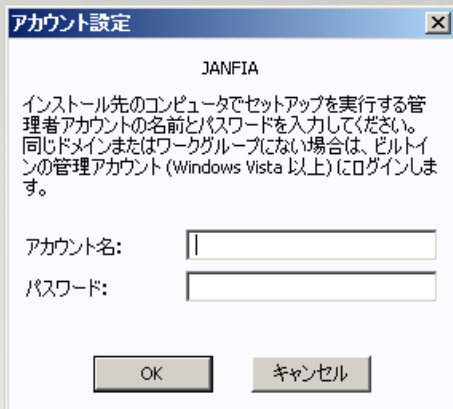 アカウント設定
JANFIA
インストール先のコンピュータでセットアップを実行する管
理者アカウントの名前とパスワードを入力してください。
同じドメインまたはワークグループにない場合は、ビルトイ
ンの管理アカウント (Windows Vista 以上) にログインしま
す。
アカウント名:
パスワード:
OK
キャンセル